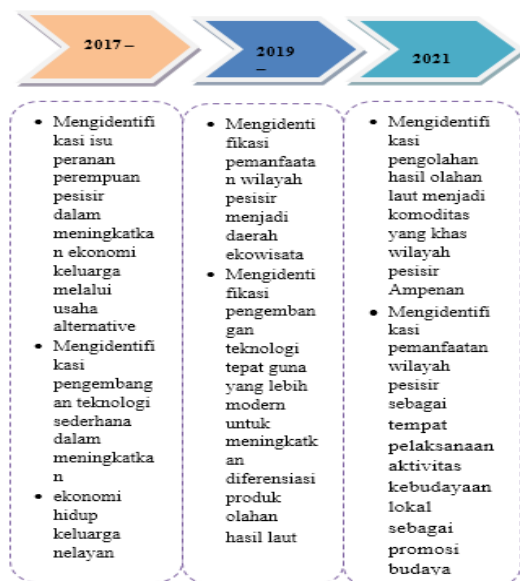 2017 –
2019
–
2021
• Mengidentifi
kasi isu
peranan
perempuan
pesisir
dalam
meningkatka
n ekonomi
keluarga
melalui
usaha
alternative
• Mengidentifi
kasi
pengembang
an teknologi
sederhana
dalam
meningkatka
n
• ekonomi
hidup
keluarga
nelayan
• Mengidenti
fikasi
pemanfaata
n wilayah
pesisir
menjadi
daerah
ekowisata
• Mengidenti
fikasi
pengemban
gan
teknologi
tepat guna
yang lebih
modern
untuk
meningkatk
an
diferensiasi
produk
olahan
hasil laut
• Mengidentifi
kasi
pengolahan
hasil olahan
laut menjadi
komoditas
yang khas
wilayah
pesisir
Ampenan
• Mengidentifi
kasi
pemanfaatan
wilayah
pesisir
sebagai
tempat
pelaksanaan
aktivitas
kebudayaan
lokal
sebagai
promosi
budaya